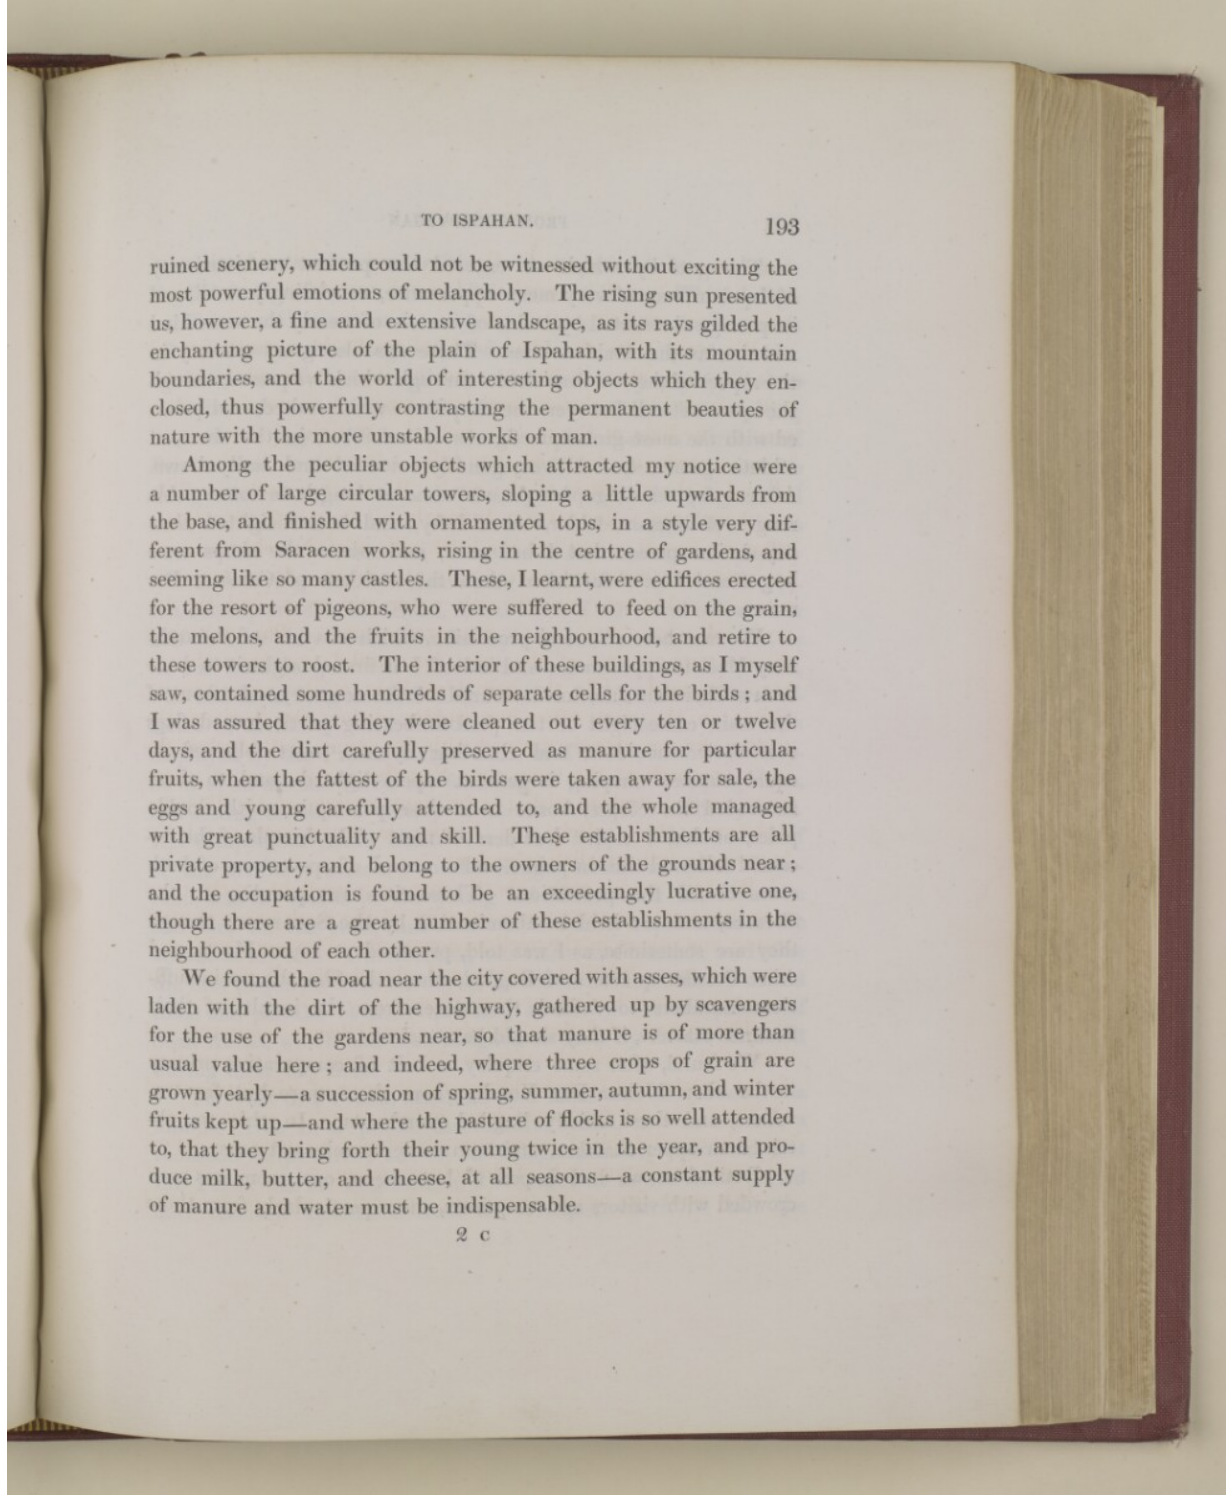 TO ISPAHAN.
193
ruined scenery, which could not be witnessed without exciting the
most powerful emotions of melancholy. The rising sun presented
us, however, a fine and extensive landscape, as its rays gilded the
enchanting picture of the plain of Ispahan, with its mountain
boundaries, and the world of interesting objects which they en-
closed, thus powerfully contrasting the permanent beauties of
nature with the more unstable works of man.
Among the peculiar objects which attracted my notice were
a number of large circular towers, sloping a little upwards from
the base, and finished with ornamented tops, in a style very dif-
ferent from Saracen works, rising in the centre of gardens, and
seeming like so many castles. These, I learnt, were edifices erected
for the resort of pigeons, who were suffered to feed on the grain,
the melons, and the fruits in the neighbourhood, and retire to
these towers to roost. The interior of these buildings, as I myself
saw, contained some hundreds of separate cells for the birds ; and
I was assured that they were cleaned out every ten or twelve
days, and the dirt carefully preserved as manure for particular
fruits, when the fattest of the birds were taken away for sale, the
eggs and young carefully attended to, and the whole managed
with great punctuality and skill. These establishments are all
private property, and belong to the owners of the grounds near ;
and the occupation is found to be an exceedingly lucrative one,
though there are a great number of these establishments in the
neighbourhood of each other.
We found the road near the city covered with asses, which were
laden with the dirt of the highway, gathered up by scavengers
for the use of the gardens near, so that manure is of more than
usual value here ; and indeed, where three crops of grain are
grown yearly—a succession of spring, summer, autumn, and winter
fruits kept up—and where the pasture of flocks is so well attended
to, that they bring forth their young twice in the year, and pro-
duce milk, butter, and cheese, at all seasons—a constant supply
of manure and water must be indispensable.
2 C